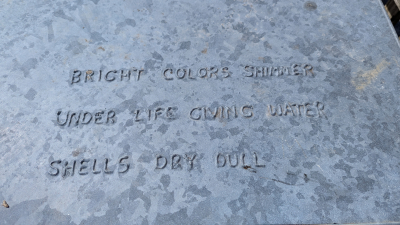 BRIGHT COLORS SHIMMER
UNDER LIFE GIVING WATER
SHELLS DRY DULL